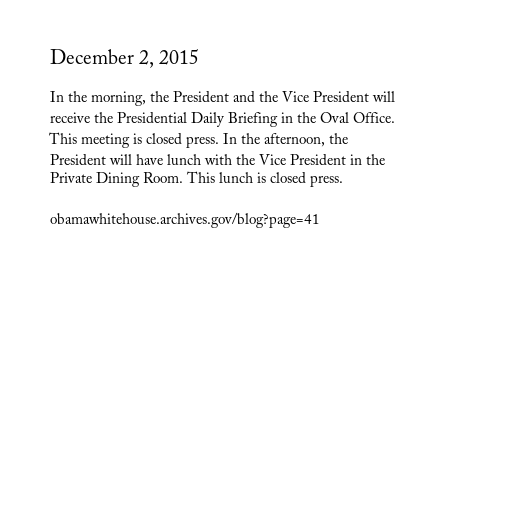 December 2, 2015
In the morning, the President and the Vice President will
receive the Presidential Daily Briefing in the Oval Office.
This meeting is closed press. In the afternoon, the
President will have lunch with the Vice President in the
Private Dining Room. This lunch is closed press.
obamawhitehouse.archives.gov/blog?page=41